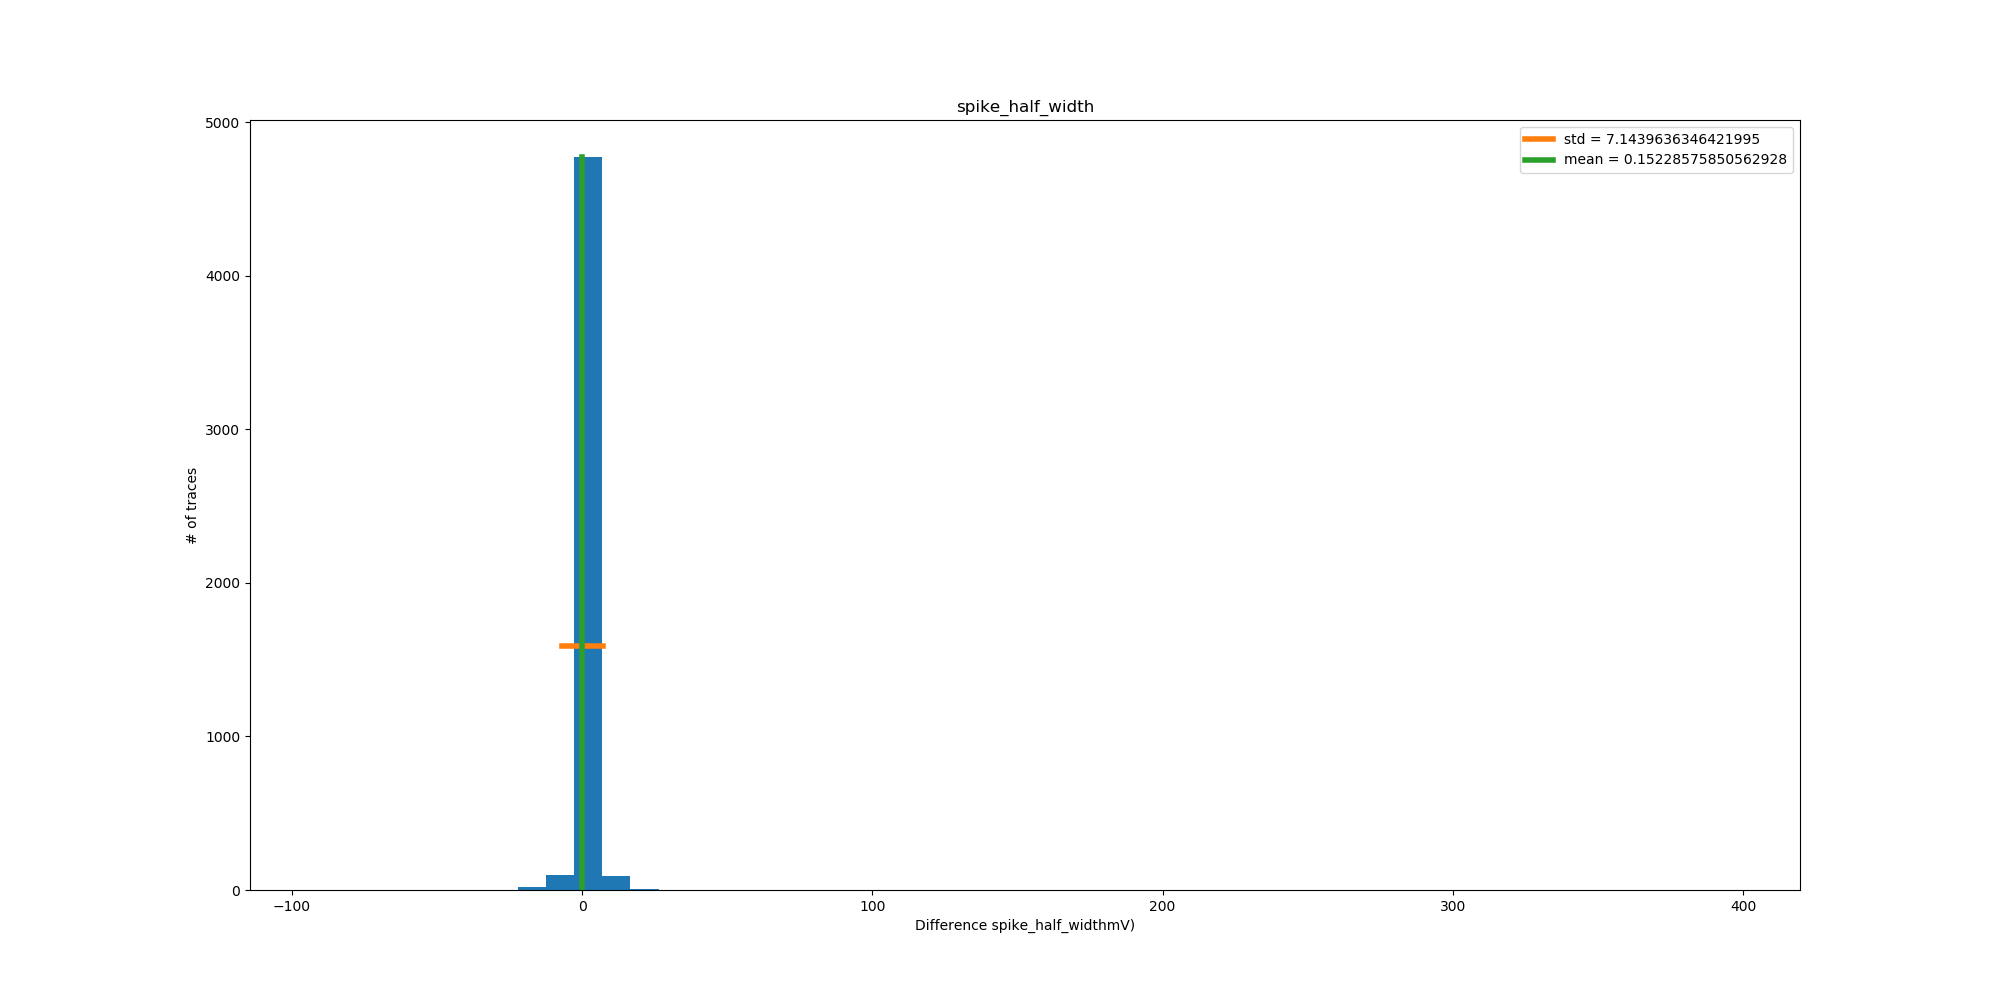 spike_half_width
std = 7.1439636346421995
mean = 0.15228575850562928
5000
4000
3000
2000
1000
0
# of traces
−100
0
100
200
300
400
Difference spike_half_widthmV)